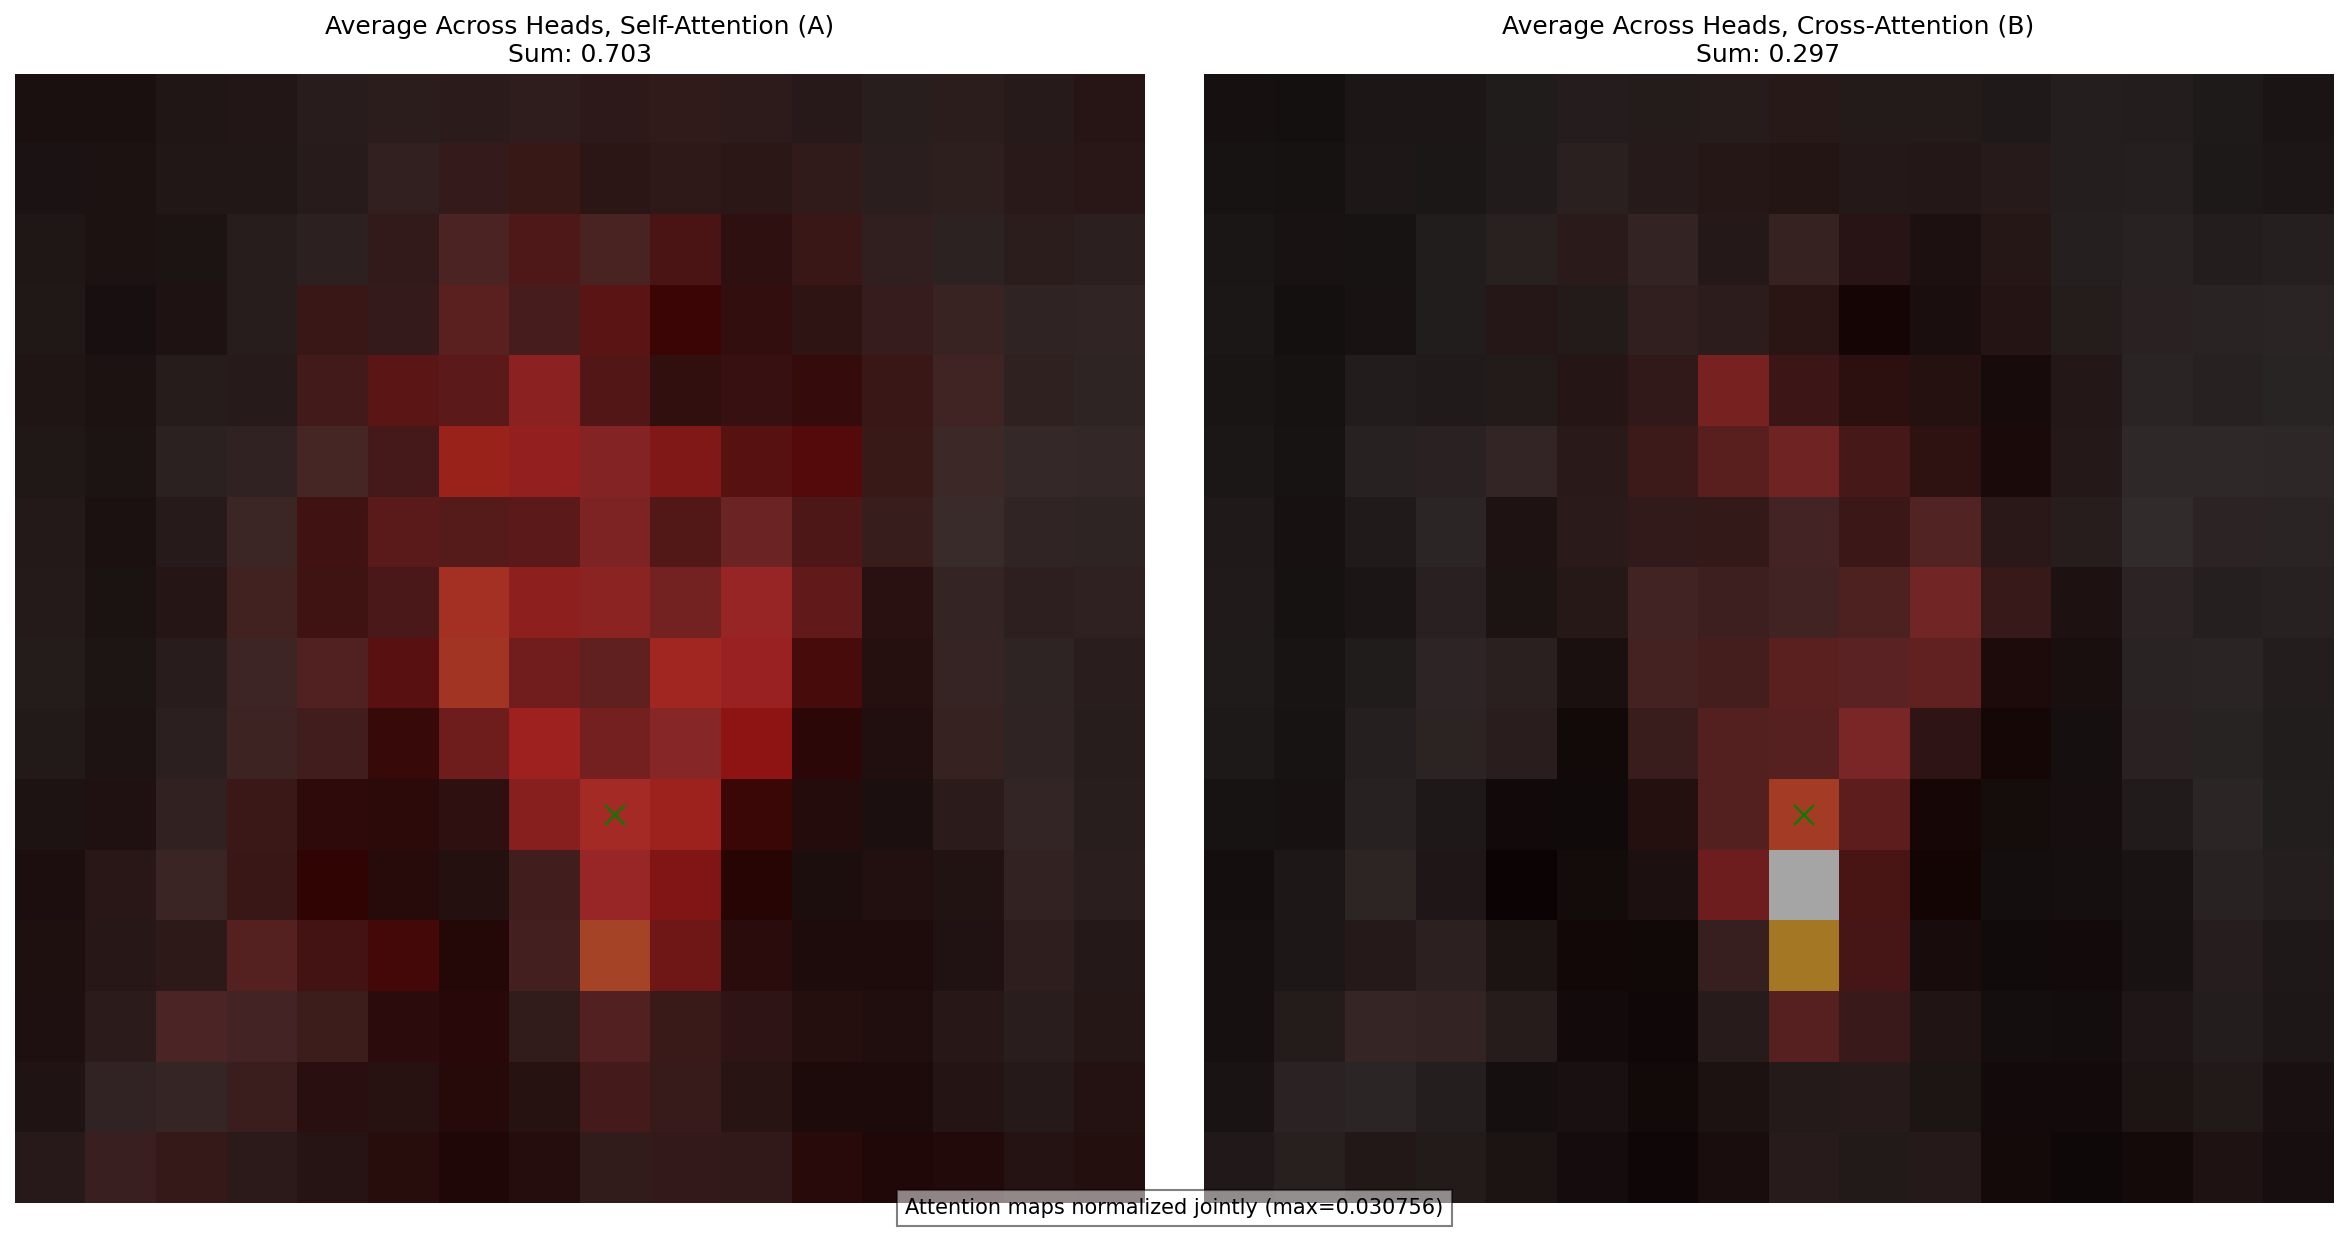 Average Across Heads, Self-Attention (A)
Sum: 0.703
Average Across Heads, Cross-Attention (B)
Sum: 0.297
Attention maps normalized jointly (max=0.030756)